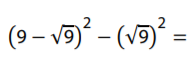 (9 − √9)² − (√9)² =